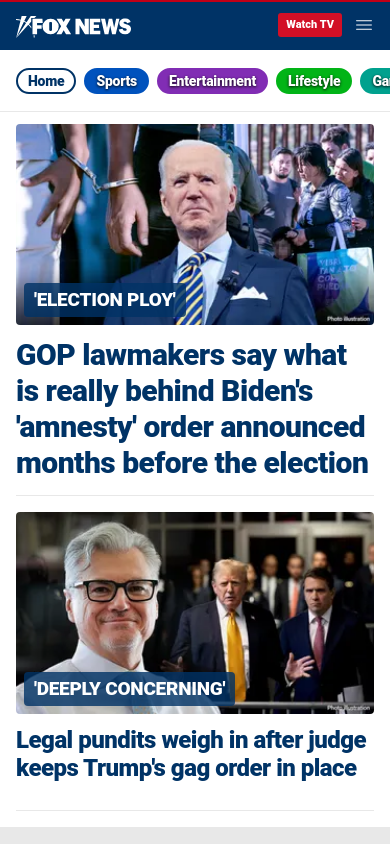 FOX NEWS
Watch TV
Home
Sports
Entertainment
Lifestyle
Ga
'ELECTION PLOY'
Photo Illustration
GOP lawmakers say what
is really behind Biden's
'amnesty' order announced
months before the election
'DEEPLY CONCERNING'
Photo Illustration
Legal pundits weigh in after judge
keeps Trump's gag order in place